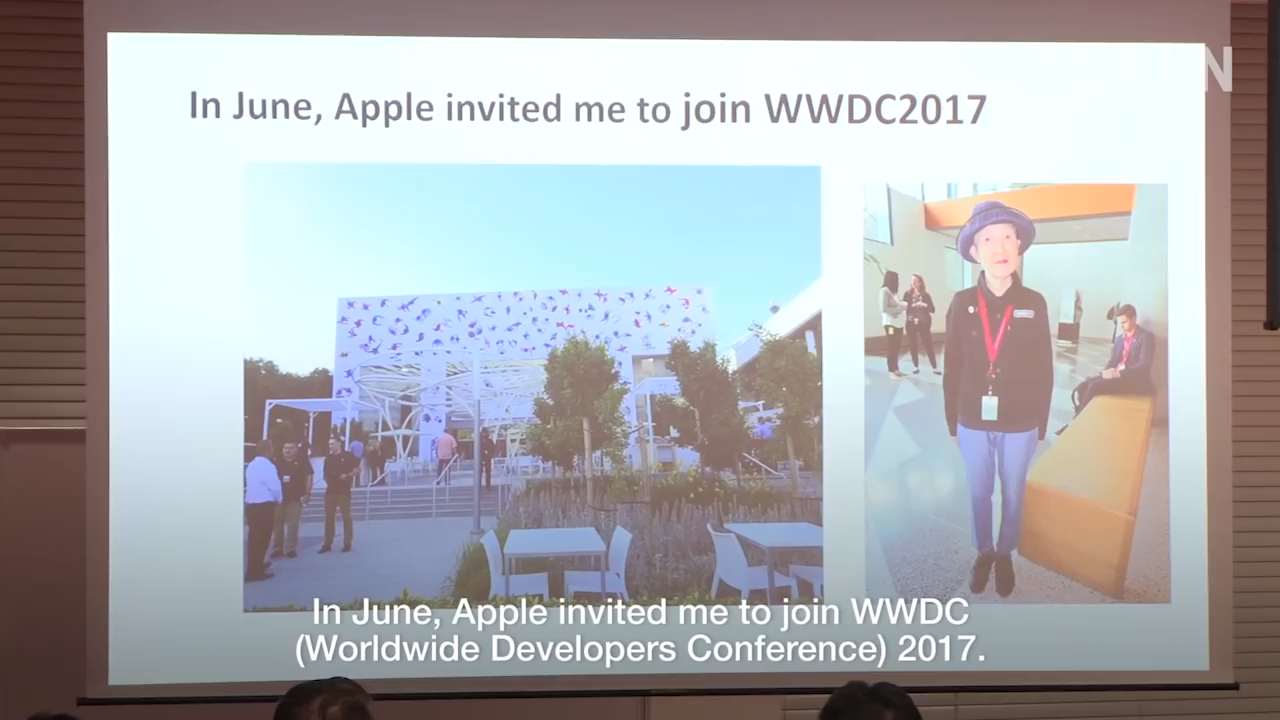 In June, Apple invited me to join WWDC2017
In June, Apple invited me to join WWDC
(Worldwide Developers Conference) 2017.